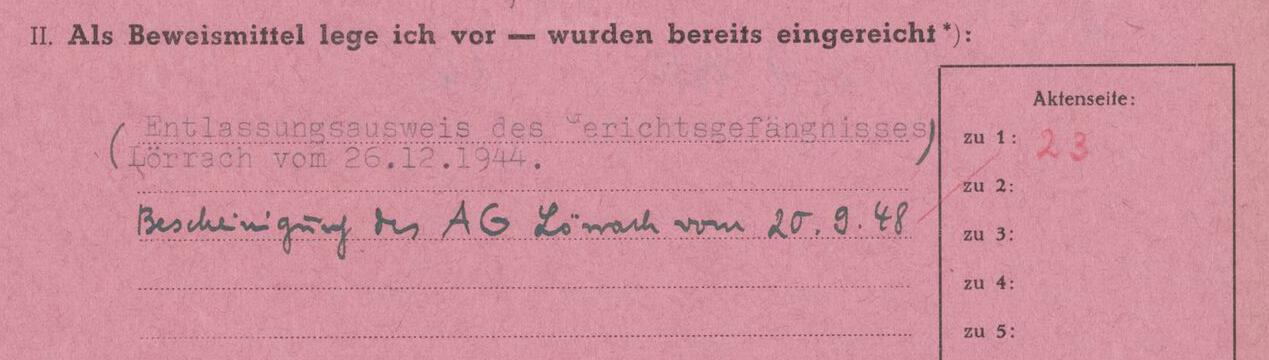 II. Als Beweismittel lege ich vor — wurden bereits eingereicht*):
Aktenseite:
(Entlassungsausweis des Gerichtsgefängnisses)
Lörrach vom 26.12.1944.
zu 1: 23
zu 2:
Bescheinigung des AG Lörrach vom 20.9.48
zu 3:
zu 4:
zu 5: